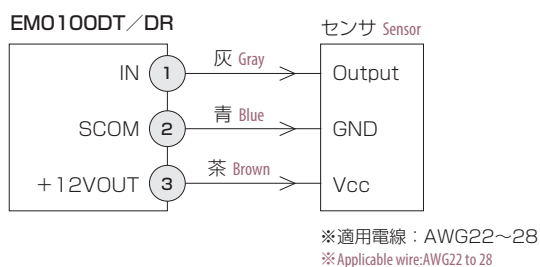 EM0100DT／DR
センサ Sensor
IN 1 灰 Gray Output
SCOM 2 青 Blue GND
+12VOUT 3 茶 Brown Vcc
※適用電線：AWG22～28
※Applicable wire:AWG22 to 28